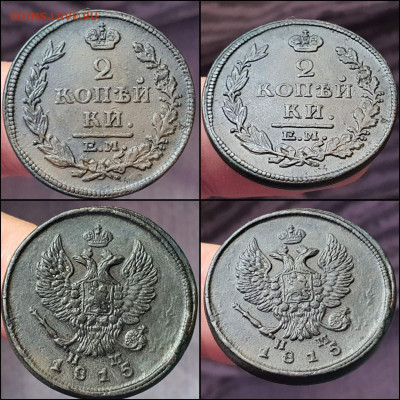 2
КОПѢЙ
КИ.
Е.М.
2
КОПѢЙ
КИ.
Е.М.
Н М
1815
Н М
1815